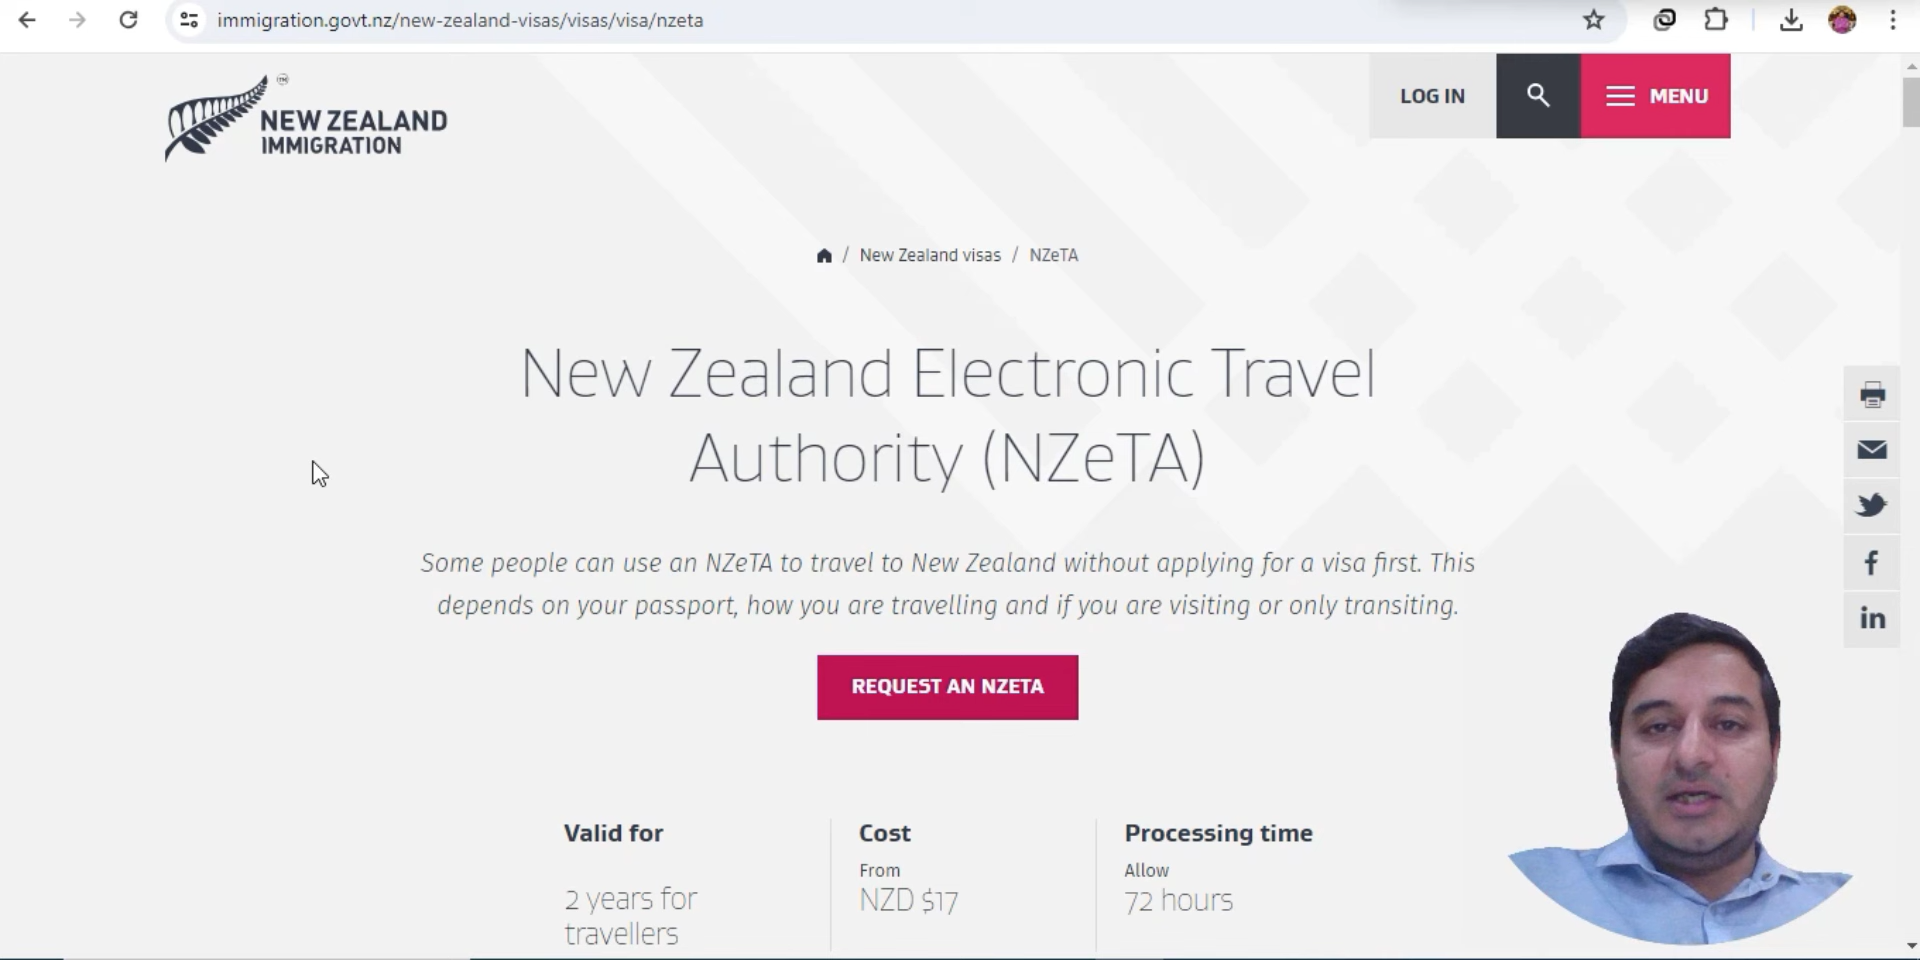 immigration.govt.nz/new-zealand-visas/visas/visa/nzeta
NEW ZEALAND
IMMIGRATION
TM
LOG IN
MENU
/ New Zealand visas / NZeTA
New Zealand Electronic Travel
Authority (NZeTA)
Some people can use an NZeTA to travel to New Zealand without applying for a visa first. This
depends on your passport, how you are travelling and if you are visiting or only transiting.
REQUEST AN NZETA
Valid for
2 years for
travellers
Cost
From
NZD $17
Processing time
Allow
72 hours